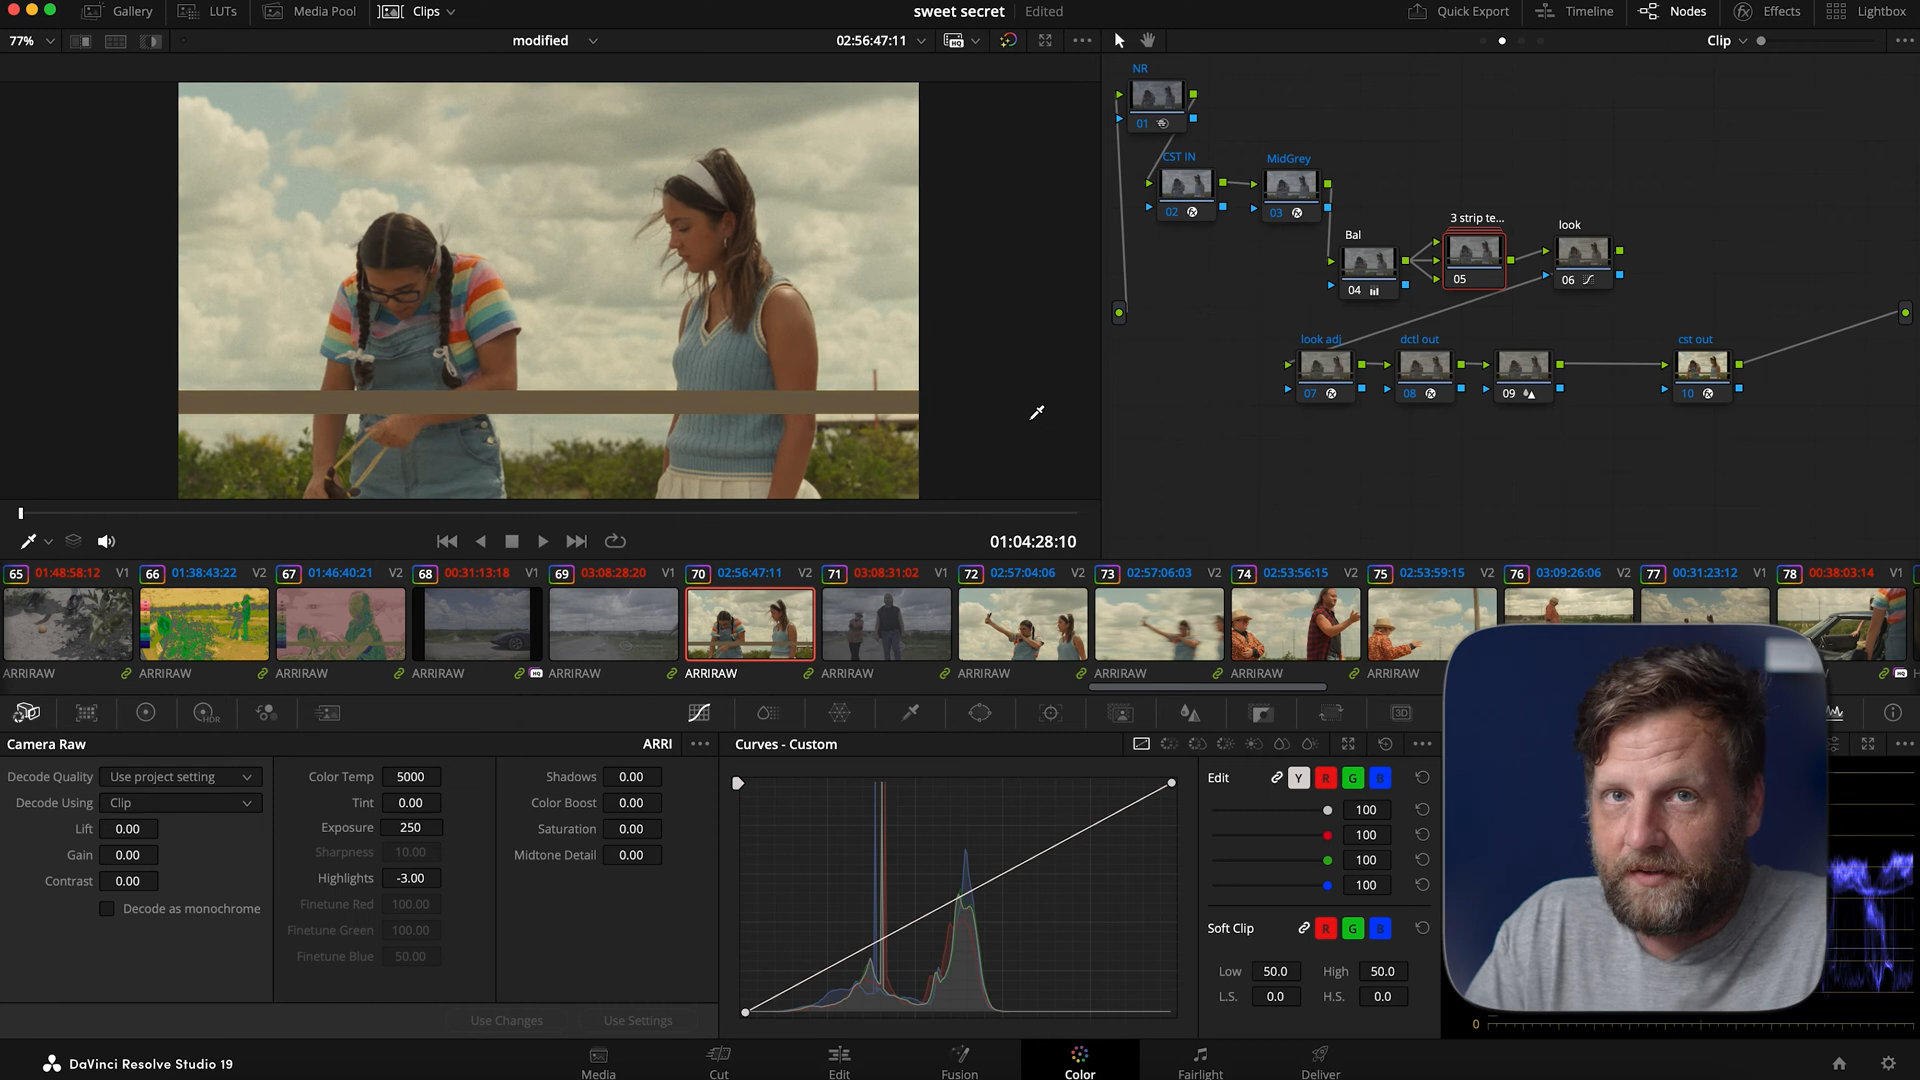 Gallery LUTs Media Pool Clips sweet secret Edited Quick Export Timeline Nodes Effects Lightbox
77% modified 02:56:47:11 Clip
NR
01
CST IN MidGrey
02 03
Bal 3 strip te... look
04 05 06
look adj dctl out cst out
07 08 09 10
01:04:28:10
65 01:48:58:12 V1 66 01:38:43:22 V2 67 01:46:40:21 V2 68 00:31:13:18 V1 69 03:08:28:20 V1 70 02:56:47:11 V2 71 03:08:31:02 V1 72 02:57:04:06 V2 73 02:57:06:03 V2 74 02:53:56:15 V2 75 02:53:59:15 V2 76 03:09:26:06 V2 77 00:31:23:12 V1 78 00:38:03:14 V1
ARRIRAW ARRIRAW ARRIRAW ARRIRAW ARRIRAW ARRIRAW ARRIRAW ARRIRAW ARRIRAW ARRIRAW ARRIRAW
HDR 3D
Camera Raw ARRI Curves - Custom
Decode Quality Use project setting Color Temp 5000 Shadows 0.00 Edit Y R G B
Decode Using Clip Tint 0.00 Color Boost 0.00 100
Lift 0.00 Exposure 250 Saturation 0.00 100
Gain 0.00 Sharpness 10.00 Midtone Detail 0.00 100
Contrast 0.00 Highlights -3.00 100
Decode as monochrome Finetune Red 100.00
Finetune Green 100.00 Soft Clip R G B
Finetune Blue 50.00
Low 50.0 High 50.0
L.S. 0.0 H.S. 0.0
Use Changes Use Settings 0
DaVinci Resolve Studio 19 Media Cut Edit Fusion Color Fairlight Deliver